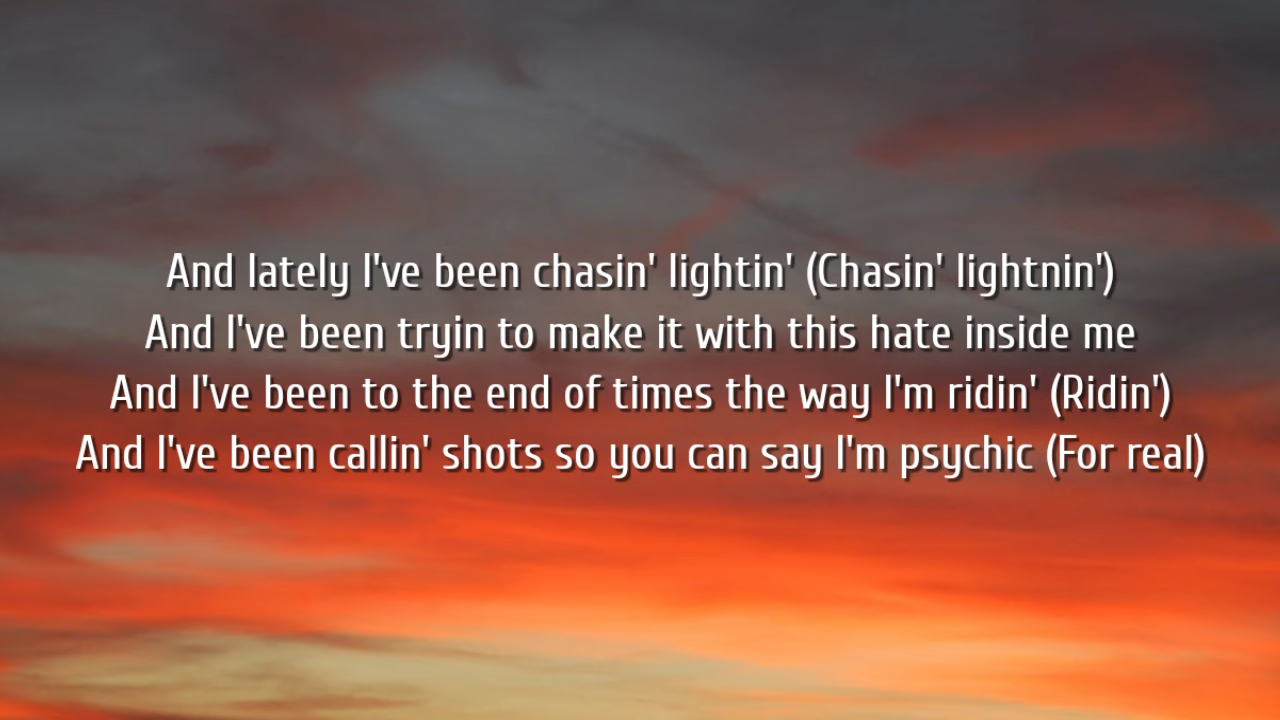 And lately I've been chasin' lightin' (Chasin' lightnin')
And I've been tryin to make it with this hate inside me
And I've been to the end of times the way I'm ridin' (Ridin')
And I've been callin' shots so you can say I'm psychic (For real)